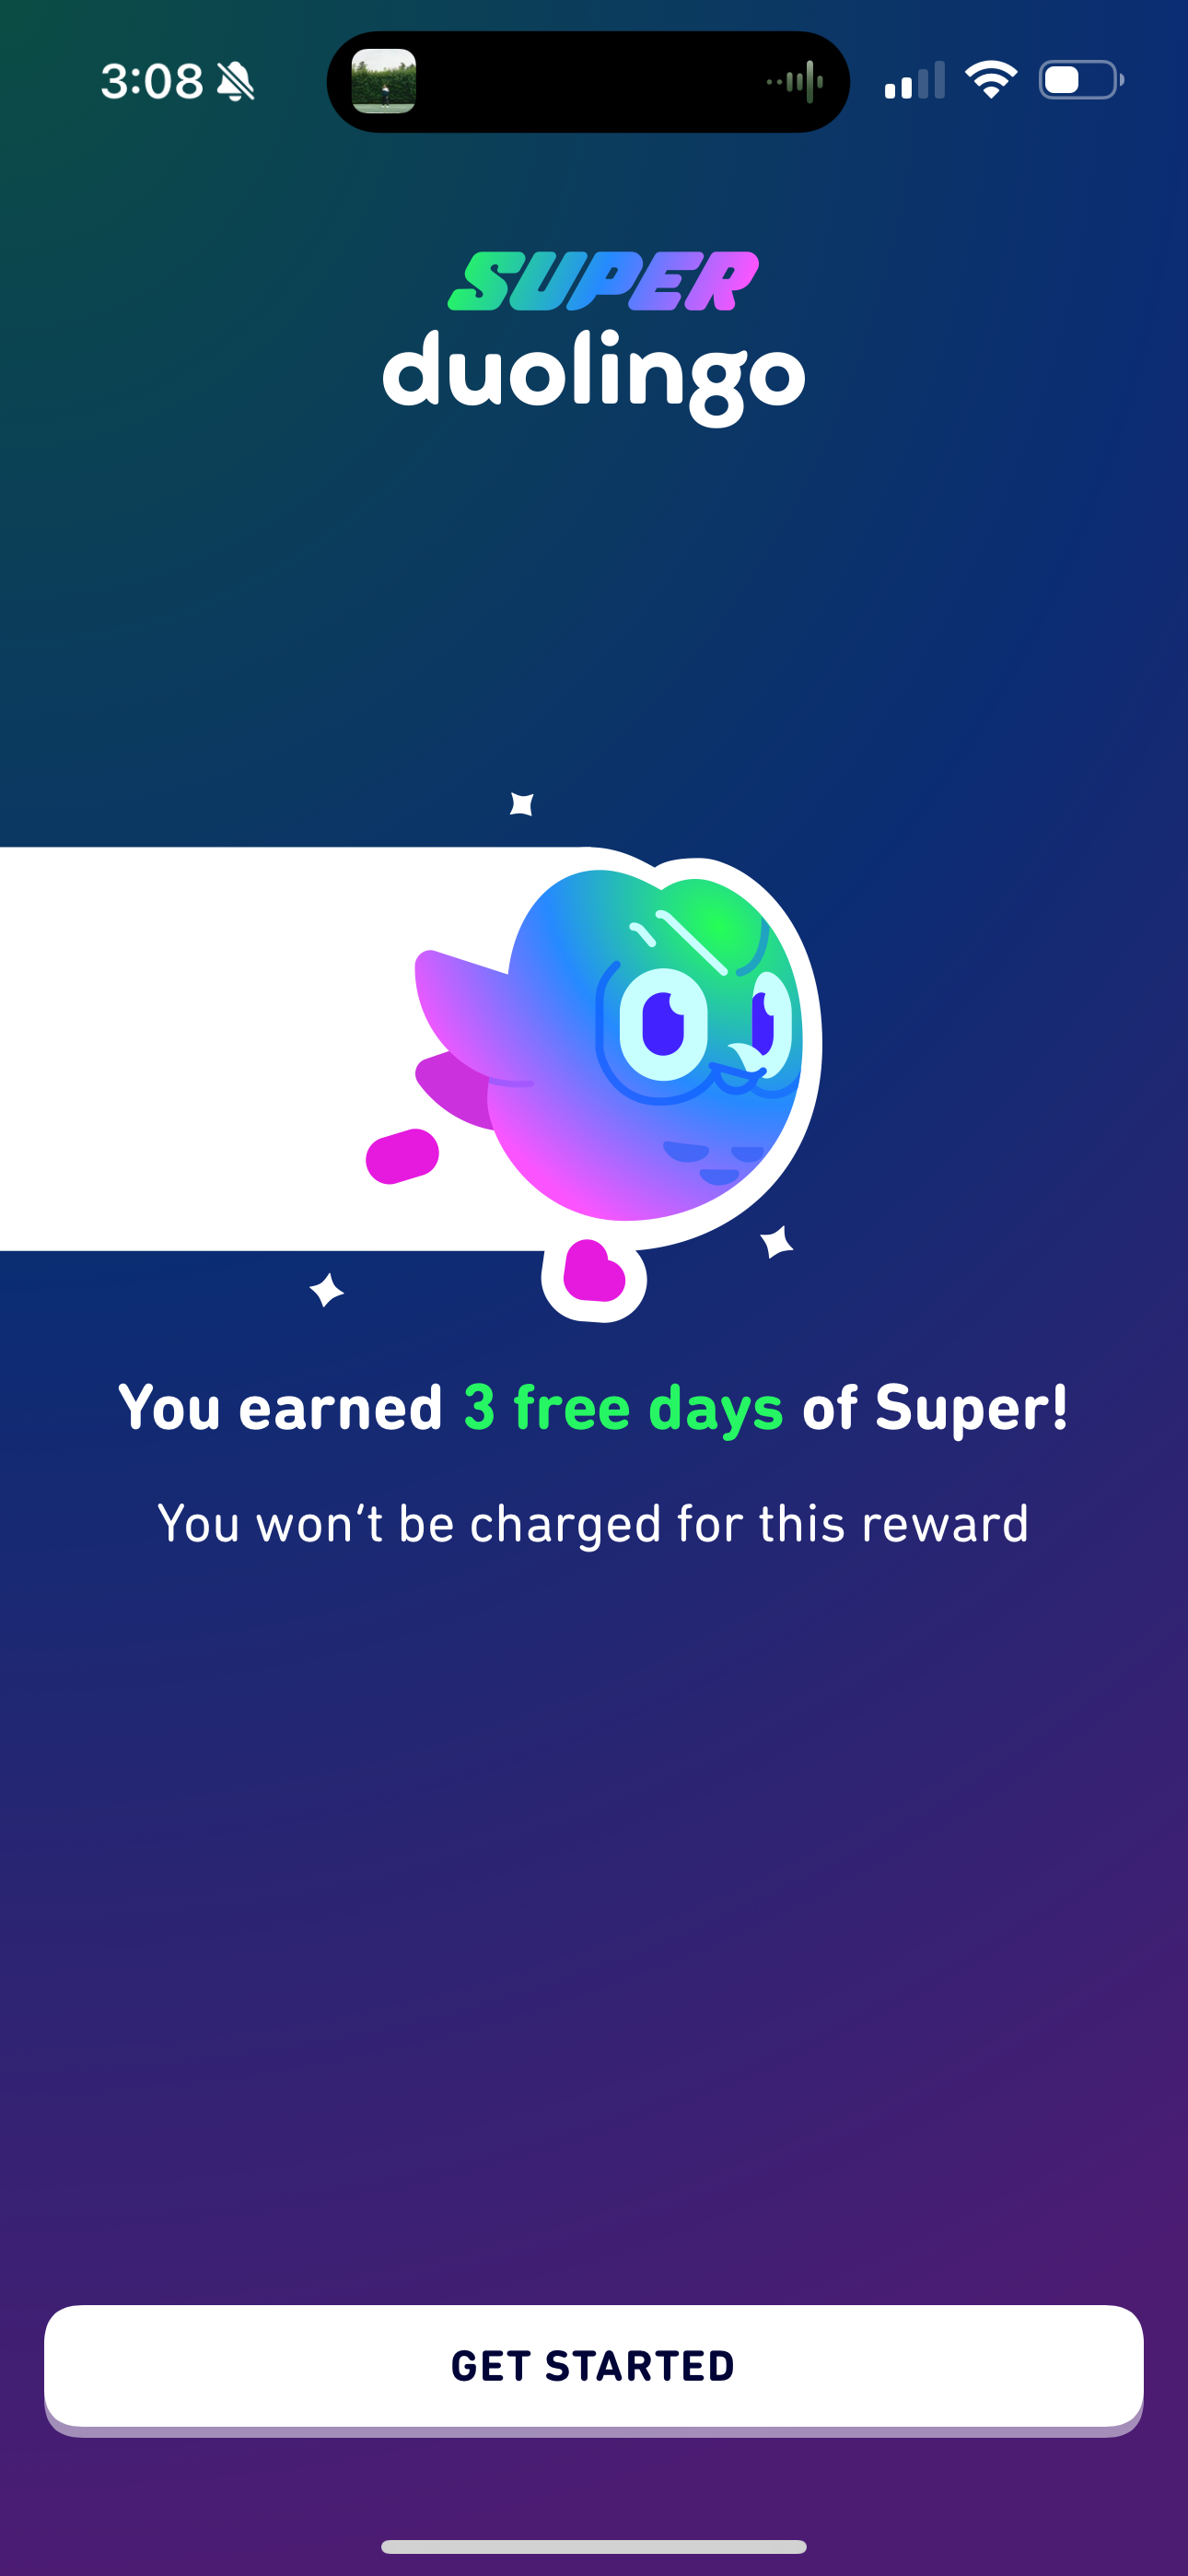 3:08
SUPER
duolingo
You earned 3 free days of Super!
You won't be charged for this reward
GET STARTED